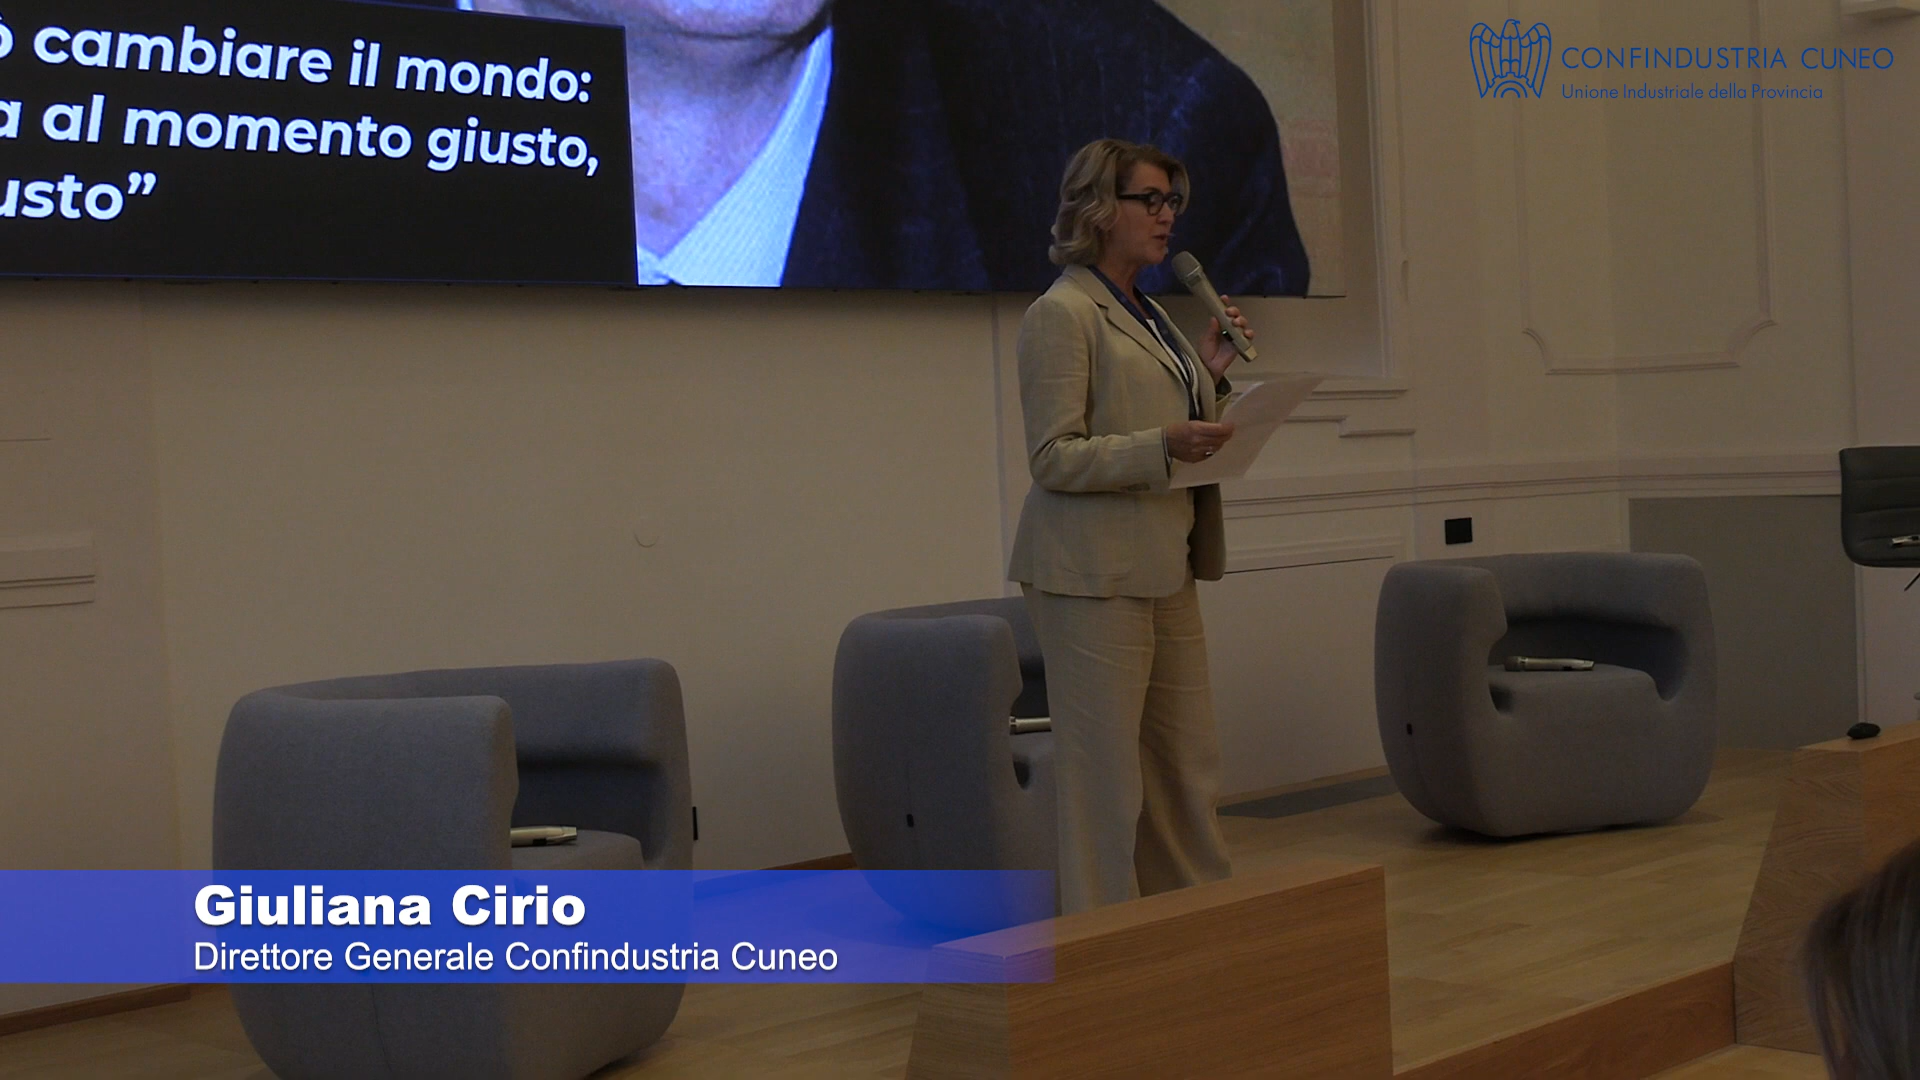 ò cambiare il mondo:
a al momento giusto,
usto”
CONFINDUSTRIA CUNEO
Unione Industriale della Provincia
Giuliana Cirio
Direttore Generale Confindustria Cuneo